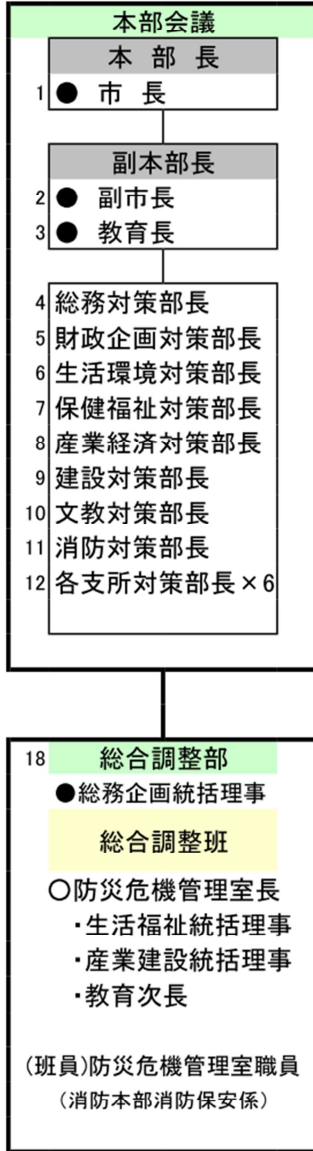 本部会議
本 部 長
1 ● 市 長
副本部長
2 ● 副市長
3 ● 教育長
4 総務対策部長
5 財政企画対策部長
6 生活環境対策部長
7 保健福祉対策部長
8 産業経済対策部長
9 建設対策部長
10 文教対策部長
11 消防対策部長
12 各支所対策部長×6
18 総合調整部
●総務企画統括理事
総合調整班
〇防災危機管理室長
・生活福祉統括理事
・産業建設統括理事
・教育次長
(班員)防災危機管理室職員
(消防本部消防保安係)